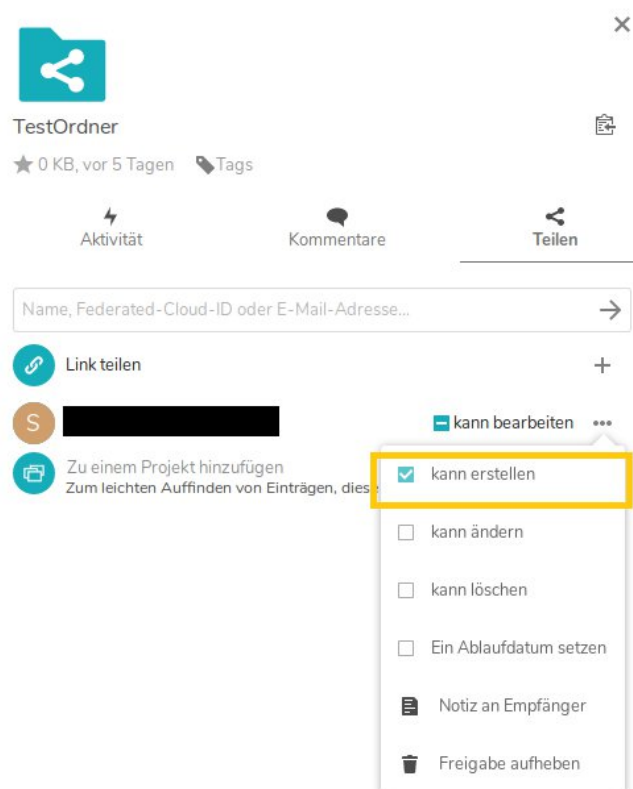 TestOrdner
0 KB, vor 5 Tagen Tags
Aktivität Kommentare Teilen
Name, Federated-Cloud-ID oder E-Mail-Adresse...
Link teilen
S kann bearbeiten
Zu einem Projekt hinzufügen
Zum leichten Auffinden von Einträgen, diese
kann erstellen
kann ändern
kann löschen
Ein Ablaufdatum setzen
Notiz an Empfänger
Freigabe aufheben